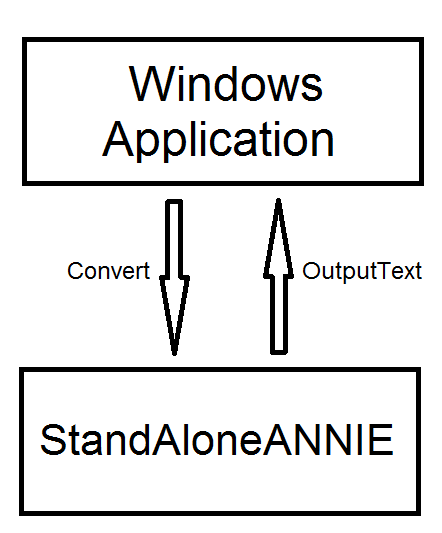 Windows
Application
Convert
OutputText
StandAloneANNIE